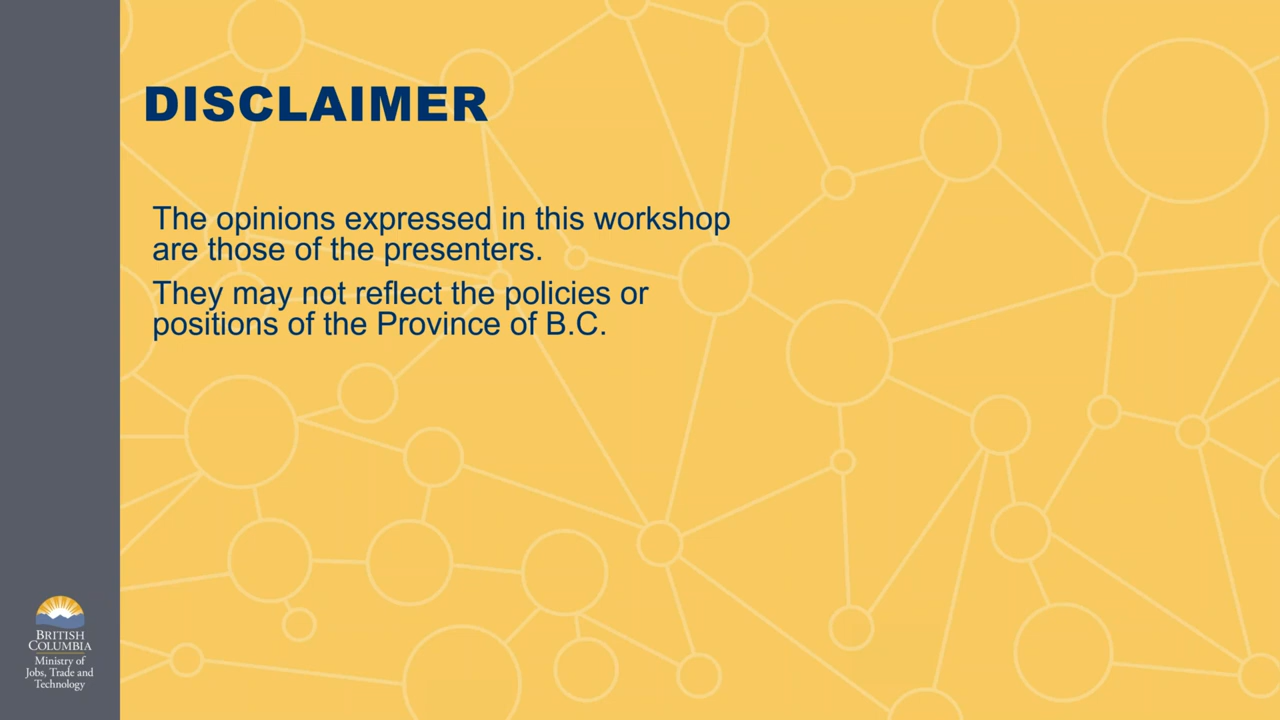 DISCLAIMER
The opinions expressed in this workshop
are those of the presenters.
They may not reflect the policies or
positions of the Province of B.C.
BRITISH
COLUMBIA
Ministry of
Jobs, Trade and
Technology